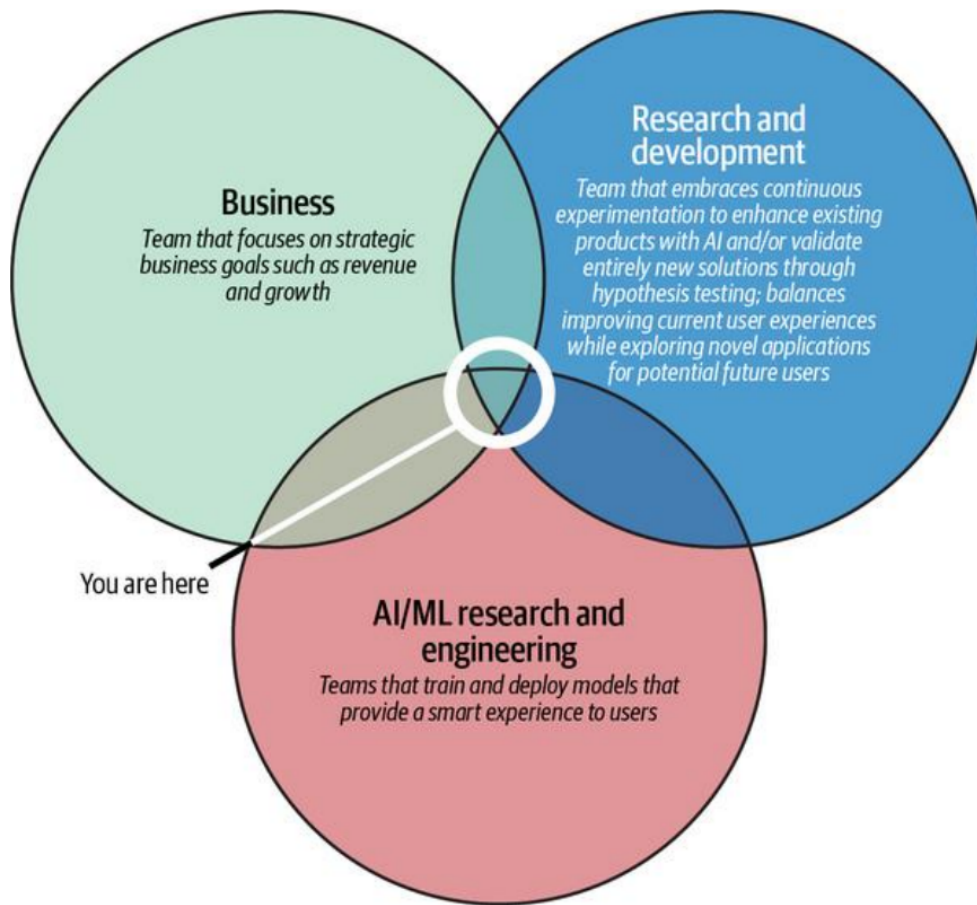 Business
Team that focuses on strategic
business goals such as revenue
and growth
Research and
development
Team that embraces continuous
experimentation to enhance existing
products with AI and/or validate
entirely new solutions through
hypothesis testing; balances
improving current user experiences
while exploring novel applications
for potential future users
You are here
AI/ML research and
engineering
Teams that train and deploy models that
provide a smart experience to users